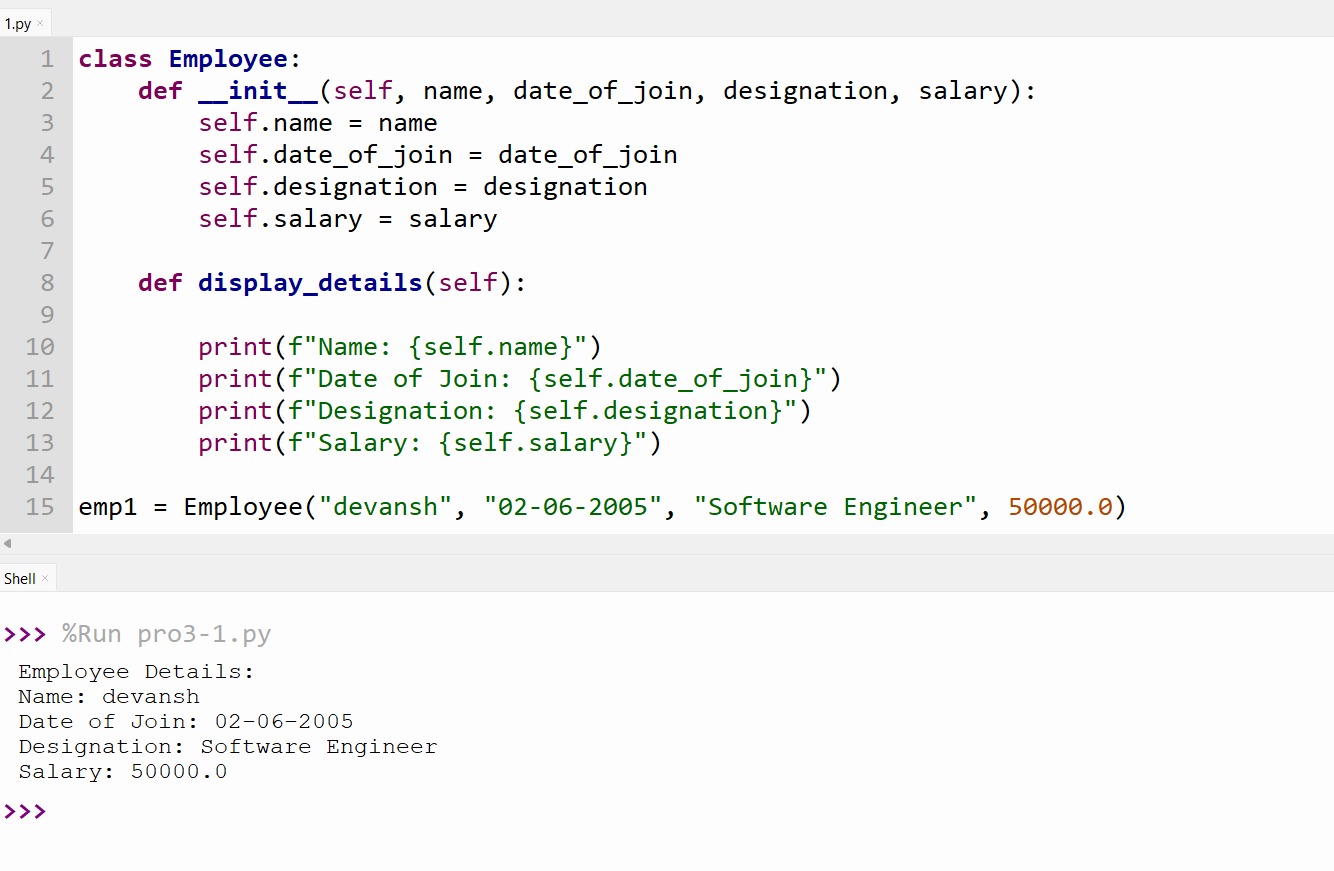 1.py ×
1 class Employee:
2     def __init__(self, name, date_of_join, designation, salary):
3         self.name = name
4         self.date_of_join = date_of_join
5         self.designation = designation
6         self.salary = salary
7
8     def display_details(self):
9
10         print(f"Name: {self.name}")
11         print(f"Date of Join: {self.date_of_join}")
12         print(f"Designation: {self.designation}")
13         print(f"Salary: {self.salary}")
14
15 emp1 = Employee("devansh", "02-06-2005", "Software Engineer", 50000.0)
Shell ×
>>> %Run pro3-1.py
Employee Details:
Name: devansh
Date of Join: 02-06-2005
Designation: Software Engineer
Salary: 50000.0
>>>